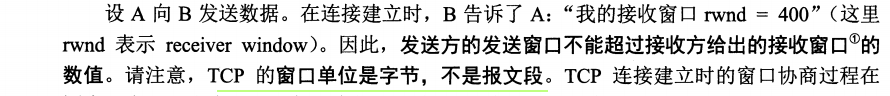 设 A 向 B 发送数据。在连接建立时，B 告诉了 A：“我的接收窗口 rwnd = 400”（这里
rwnd 表示 receiver window）。因此，发送方的发送窗口不能超过接收方给出的接收窗口①的
数值。请注意，TCP 的窗口单位是字节，不是报文段。TCP 连接建立时的窗口协商过程在